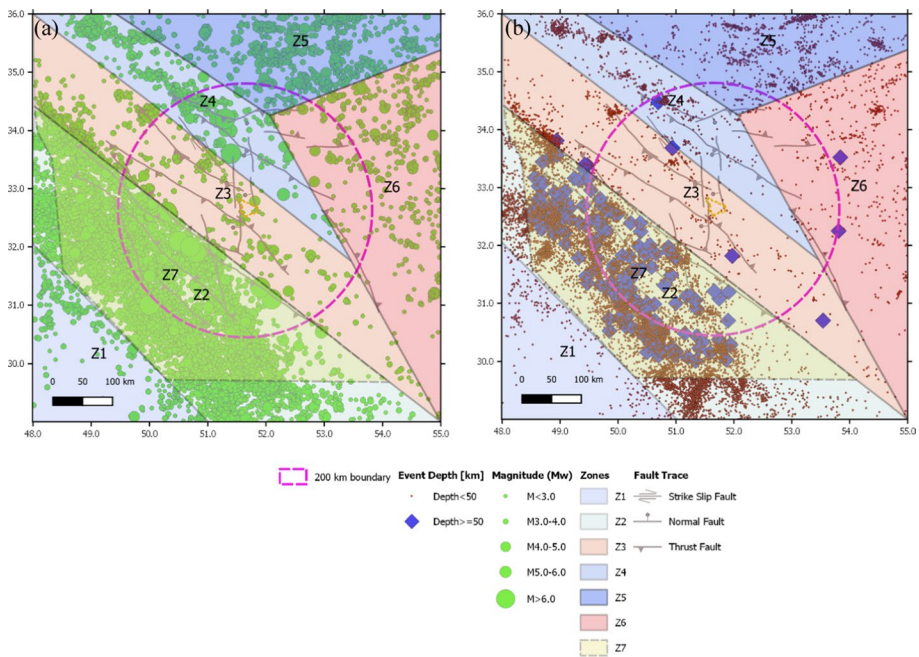 (a)
36.0
35.0
34.0
33.0
32.0
31.0
30.0
Z5
Z4
Z3
Z6
Z7
Z2
Z1
0 50 100 km
48.0 49.0 50.0 51.0 52.0 53.0 54.0 55.0
(b)
36.0
35.0
34.0
33.0
32.0
31.0
30.0
Z5
Z4
Z3
Z6
Z7
Z2
Z1
0 50 100 km
48.0 49.0 50.0 51.0 52.0 53.0 54.0 55.0
200 km boundary
Event Depth [km]
Depth<50
Depth>=50
Magnitude (Mw)
M<3.0
M3.0-4.0
M4.0-5.0
M5.0-6.0
M>6.0
Zones
Z1
Z2
Z3
Z4
Z5
Z6
Z7
Fault Trace
Strike Slip Fault
Normal Fault
Thrust Fault